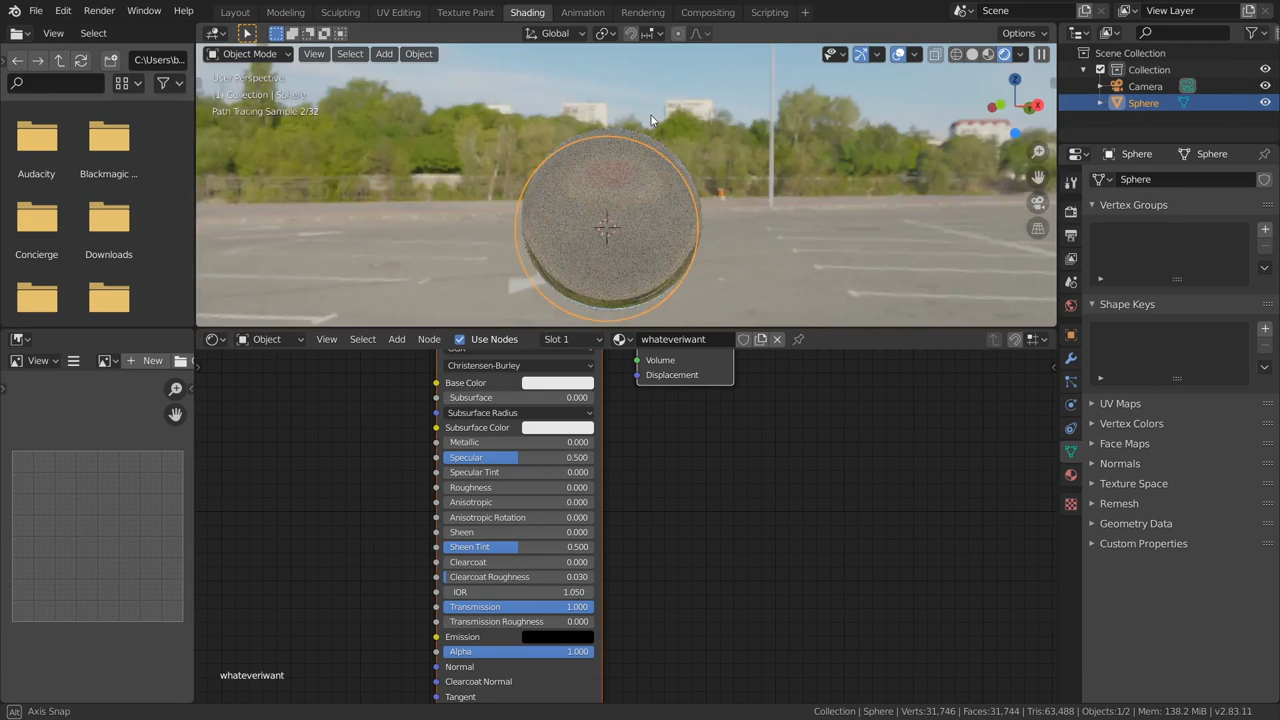 File Edit Render Window Help Layout Modeling Sculpting UV Editing Texture Paint Shading Animation Rendering Compositing Scripting + Scene View Layer
View Select Global Options
C:\Users\b...
Object Mode View Select Add Object
User Perspective
(1) Collection | Sphere
Path Tracing Sample 2/32
Z
X
Y
Audacity
Blackmagic ...
Concierge
Downloads
Scene Collection
Collection
Camera
Sphere
Sphere Sphere
Sphere
Vertex Groups
Shape Keys
UV Maps
Vertex Colors
Face Maps
Normals
Texture Space
Remesh
Geometry Data
Custom Properties
View New
Object View Select Add Node Use Nodes Slot 1 whateveriwant
Volume
Displacement
Christensen-Burley
Base Color
Subsurface 0.000
Subsurface Radius
Subsurface Color
Metallic 0.000
Specular 0.500
Specular Tint 0.000
Roughness 0.000
Anisotropic 0.000
Anisotropic Rotation 0.000
Sheen 0.000
Sheen Tint 0.500
Clearcoat 0.000
Clearcoat Roughness 0.030
IOR 1.050
Transmission 1.000
Transmission Roughness 0.000
Emission
Alpha 1.000
Normal
Clearcoat Normal
Tangent
whateveriwant
Alt Axis Snap
Collection | Sphere | Verts:31,746 | Faces:31,744 | Tris:63,488 | Objects:1/2 | Mem: 138.2 MiB | v2.83.11